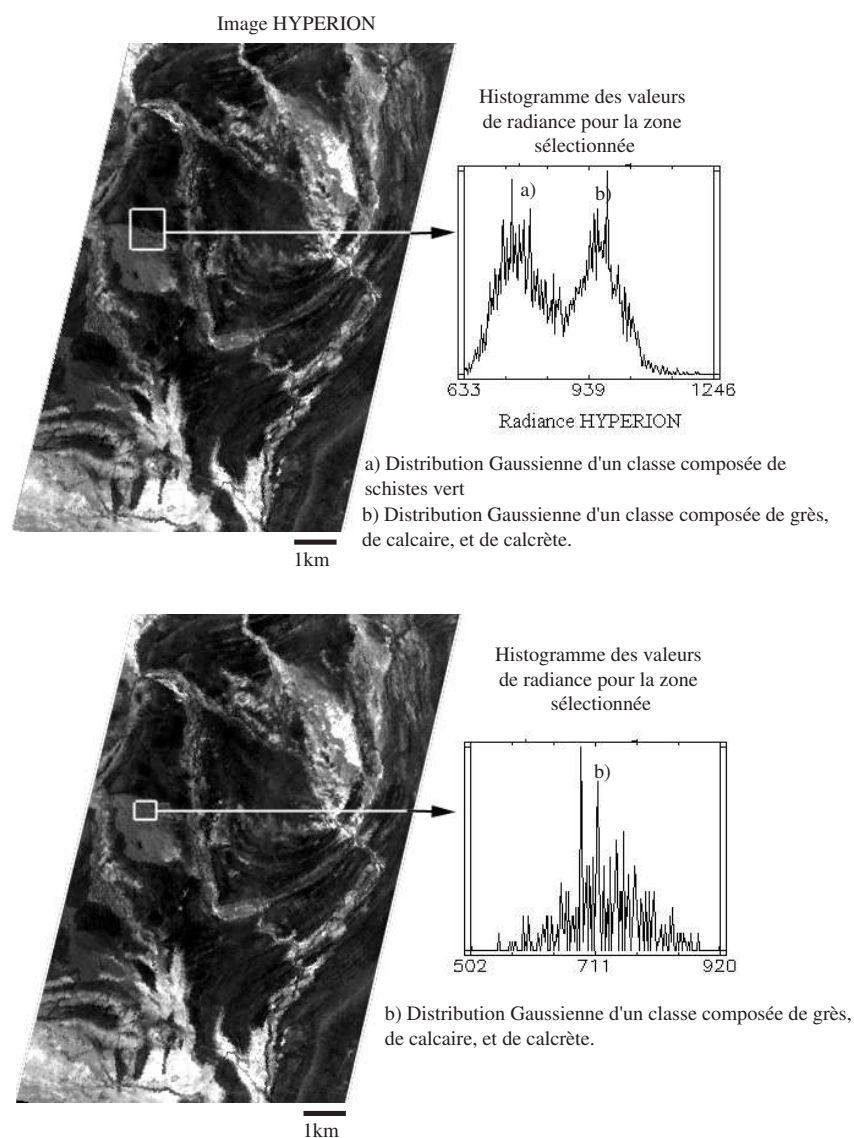 Image HYPERION
Histogramme des valeurs
de radiance pour la zone
sélectionnée
a)
b)
633 939 1246
Radiance HYPERION
a) Distribution Gaussienne d'un classe composée de
schistes vert
b) Distribution Gaussienne d'un classe composée de grès,
de calcaire, et de calcrète.
1km
Histogramme des valeurs
de radiance pour la zone
sélectionnée
b)
502 711 920
b) Distribution Gaussienne d'un classe composée de grès,
de calcaire, et de calcrète.
1km